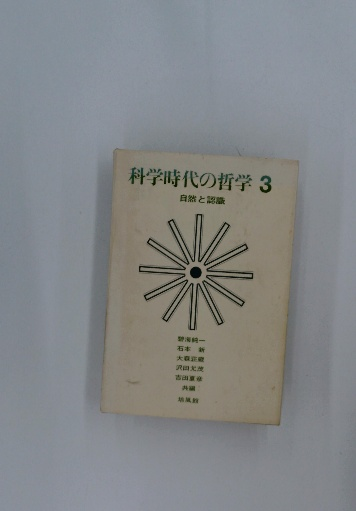 科学時代の哲学 3
自然と認識
碧海純一
石本 新
大森荘蔵
沢田允茂
吉田夏彦
共編
培風館